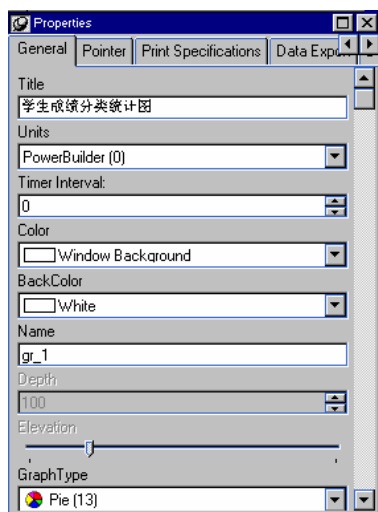 Properties
General Pointer Print Specifications Data Expor
Title
学生成绩分类统计图
Units
PowerBuilder (0)
Timer Interval:
0
Color
Window Background
BackColor
White
Name
gr_1
Depth
100
Elevation
GraphType
Pie (13)